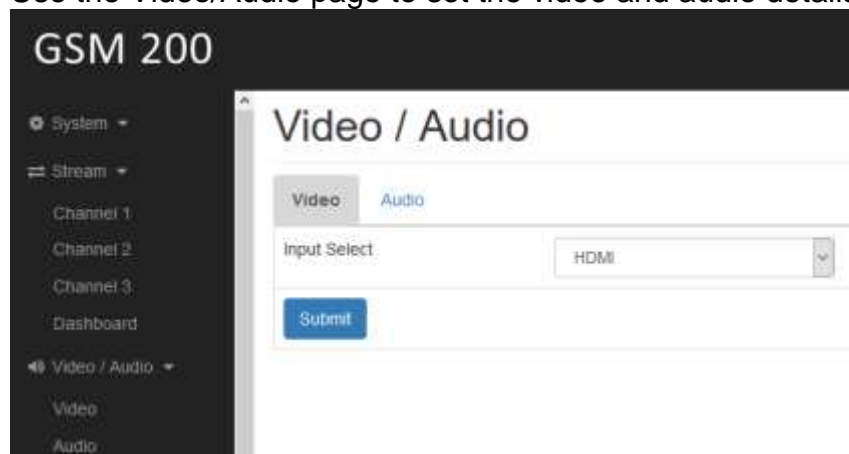 Use the Video/Audio page to set the video and audio details
GSM 200
System
Stream
Channel 1
Channel 2
Channel 3
Dashboard
Video / Audio
Video
Audio
Video / Audio
Video Audio
Input Select HDMI
Submit